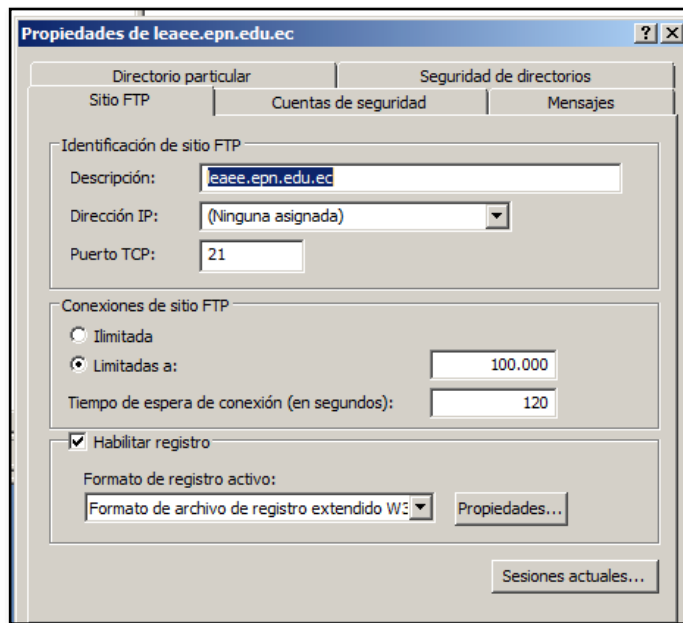 Propiedades de leaee.epn.edu.ec
Directorio particular
Seguridad de directorios
Sitio FTP
Cuentas de seguridad
Mensajes
Identificación de sitio FTP
Descripción:
leaee.epn.edu.ec
Dirección IP:
(Ninguna asignada)
Puerto TCP:
21
Conexiones de sitio FTP
Ilimitada
Limitadas a:
100.000
Tiempo de espera de conexión (en segundos):
120
Habilitar registro
Formato de registro activo:
Formato de archivo de registro extendido W3
Propiedades...
Sesiones actuales...